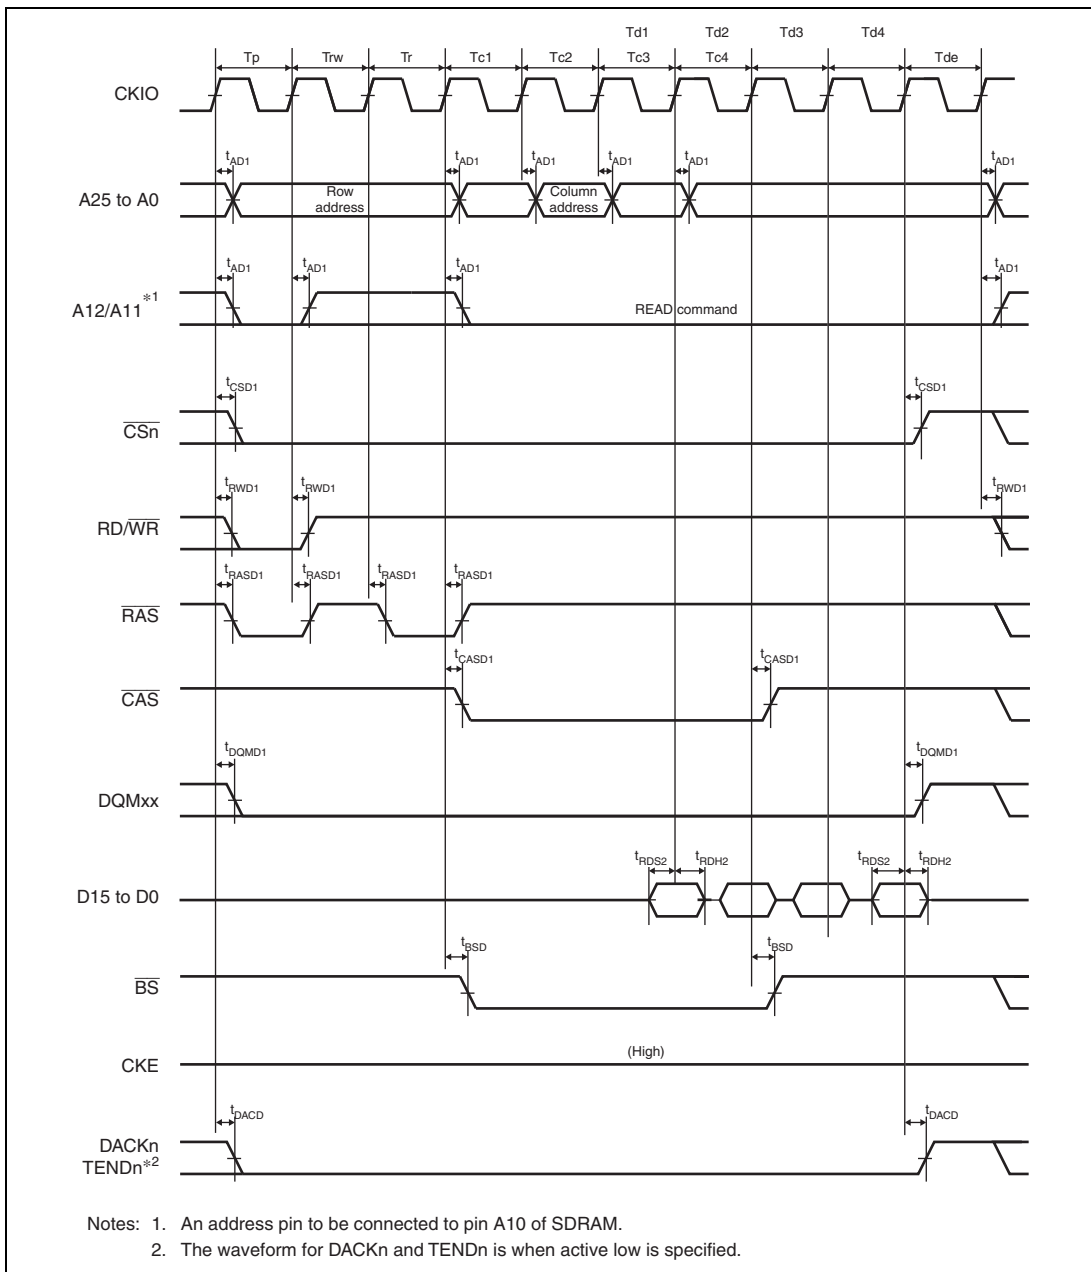 Td1 Td2 Td3 Td4
Tp Trw Tr Tc1 Tc2 Tc3 Tc4 Tde
CKIO
tAD1 tAD1 tAD1 tAD1 tAD1 tAD1
A25 to A0
Row address
Column address
tAD1 tAD1 tAD1 tAD1
A12/A11*1
READ command
tCSD1 tCSD1
CSn
tRWD1 tRWD1 tRWD1
RD/WR
tRASD1 tRASD1 tRASD1 tRASD1
RAS
tCASD1 tCASD1
CAS
tDQMD1 tDQMD1
DQMxx
tRDS2 tRDH2 tRDS2 tRDH2
D15 to D0
tBSD tBSD
BS
(High)
CKE
tDACD tDACD
DACKn
TENDn*2
Notes: 1. An address pin to be connected to pin A10 of SDRAM.
2. The waveform for DACKn and TENDn is when active low is specified.